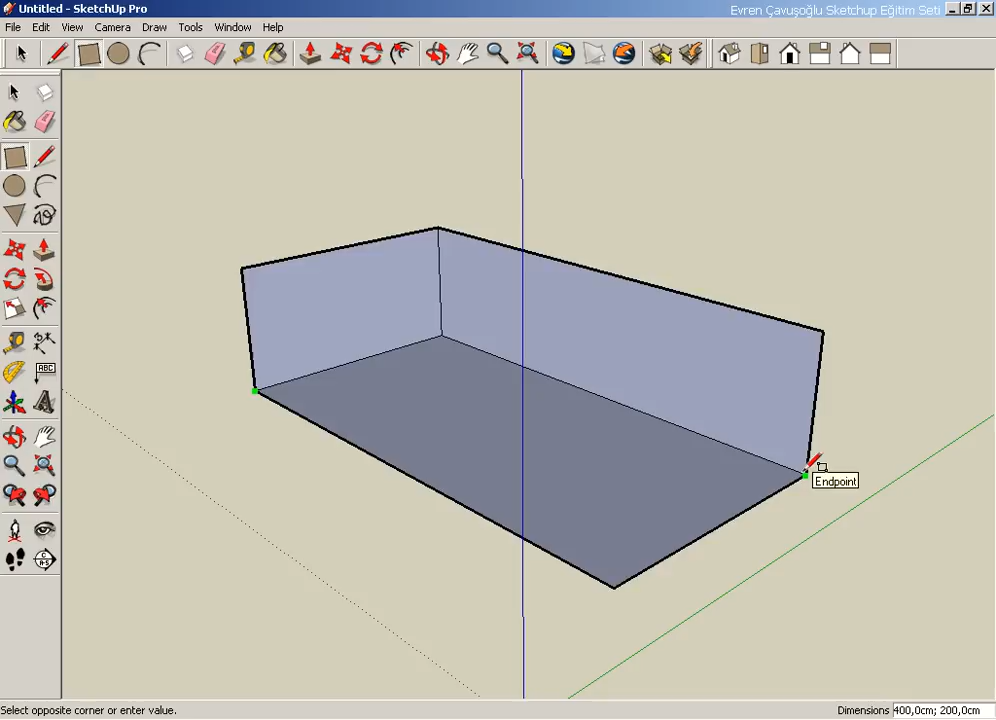 Untitled - SketchUp Pro
Evren Çavuşoğlu Sketchup Eğitim Seti
File Edit View Camera Draw Tools Window Help
ABC
Endpoint
Select opposite corner or enter value.
Dimensions 400,0cm; 200,0cm